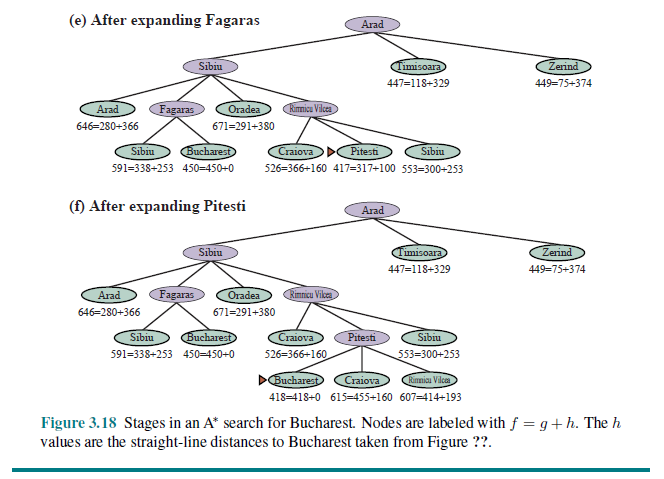 (e) After expanding Fagaras
Arad
Sibiu
Timisoara
Zerind
447=118+329
449=75+374
Arad
Fagaras
Oradea
Rimnicu Vilcea
646=280+366
671=291+380
Sibiu
Bucharest
Craiova
Pitesti
Sibiu
591=338+253
450=450+0
526=366+160
417=317+100
553=300+253
(f) After expanding Pitesti
Arad
Sibiu
Timisoara
Zerind
447=118+329
449=75+374
Arad
Fagaras
Oradea
Rimnicu Vilcea
646=280+366
671=291+380
Sibiu
Bucharest
Craiova
Pitesti
Sibiu
591=338+253
450=450+0
526=366+160
553=300+253
Bucharest
Craiova
Rimnicu Vilcea
418=418+0
615=455+160
607=414+193
Figure 3.18 Stages in an A* search for Bucharest. Nodes are labeled with f = g + h. The h
values are the straight-line distances to Bucharest taken from Figure ??.